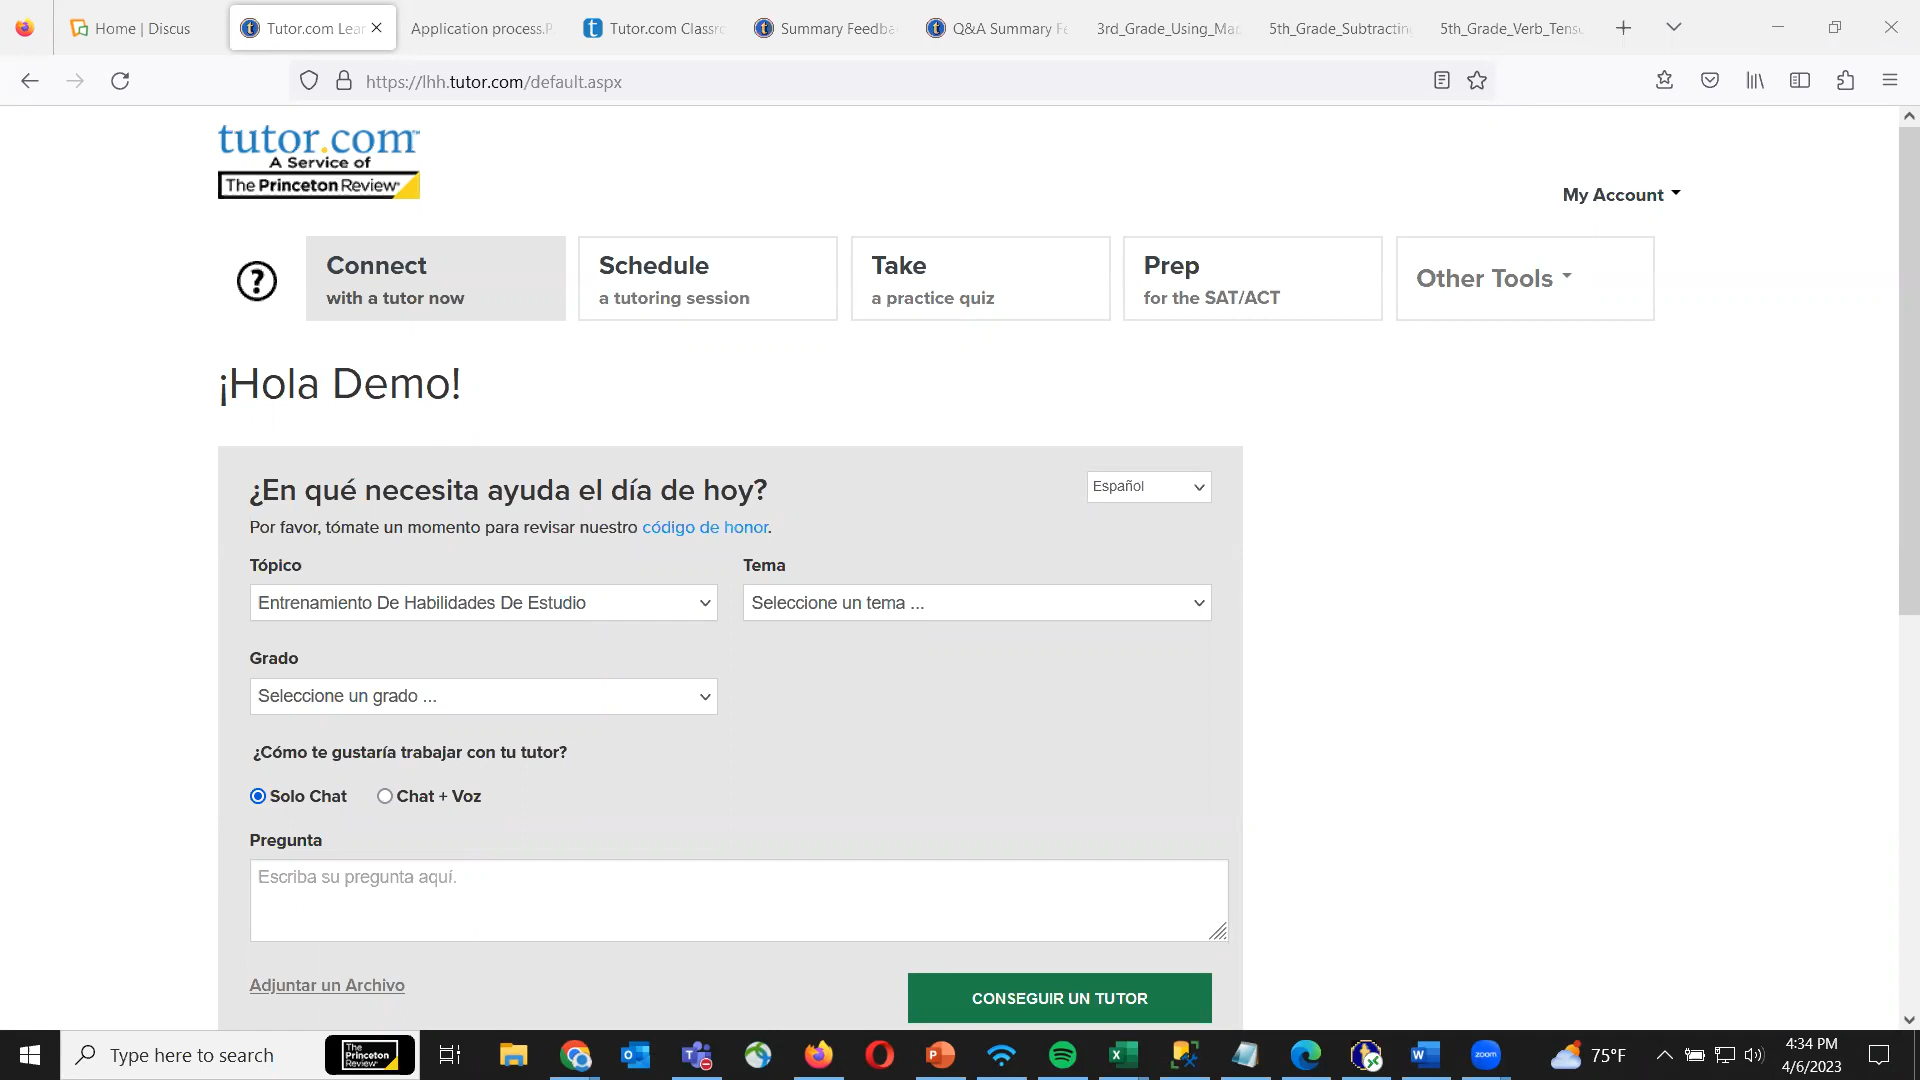 Home | Discus
Tutor.com Lear
Application process.P
Tutor.com Classro
Summary Feedba
Q&A Summary Fe
3rd_Grade_Using_Ma
5th_Grade_Subtractin
5th_Grade_Verb_Tens
https://lhh.tutor.com/default.aspx
tutor.com
A Service of
The Princeton Review
My Account
?
Connect
with a tutor now
Schedule
a tutoring session
Take
a practice quiz
Prep
for the SAT/ACT
Other Tools
¡Hola Demo!
¿En qué necesita ayuda el día de hoy?
Español
Por favor, tómate un momento para revisar nuestro código de honor.
Tópico
Tema
Entrenamiento De Habilidades De Estudio
Seleccione un tema ...
Grado
Seleccione un grado ...
¿Cómo te gustaría trabajar con tu tutor?
Solo Chat
Chat + Voz
Pregunta
Escriba su pregunta aquí.
Adjuntar un Archivo
CONSEGUIR UN TUTOR
Type here to search
The
Princeton
Review
zoom
75°F
4:34 PM
4/6/2023